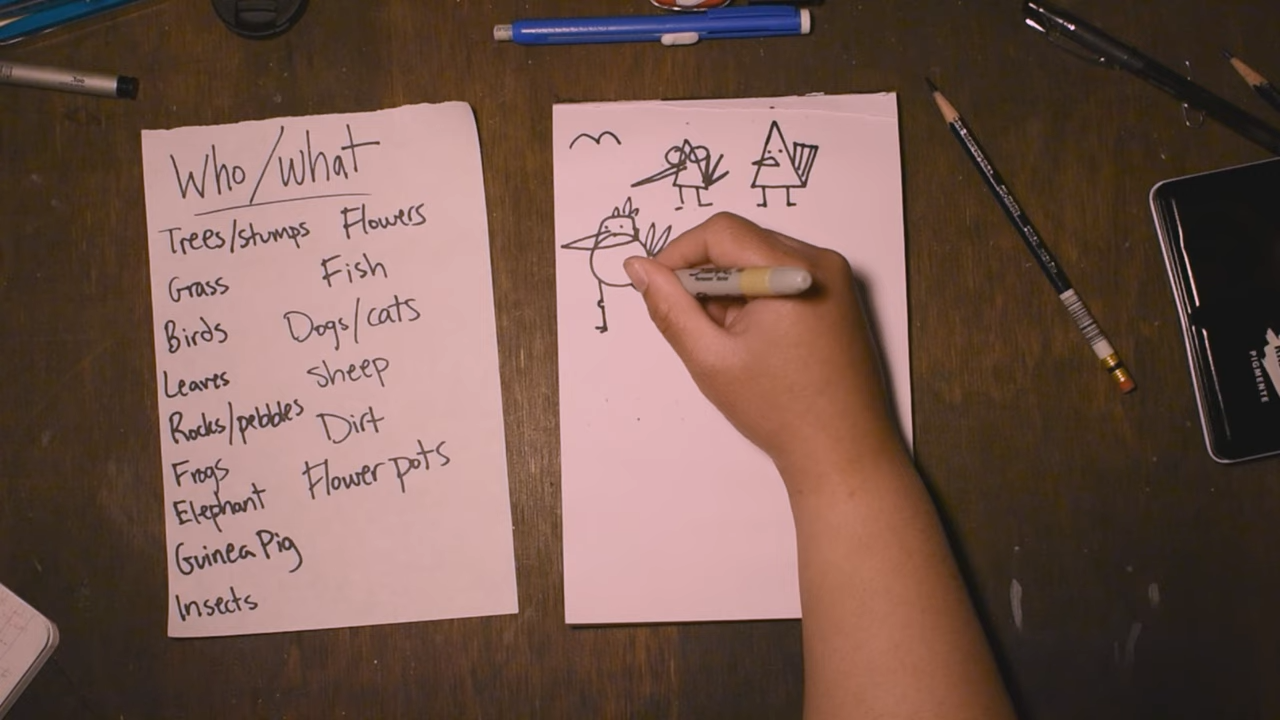 Who/What
Trees/stumps Flowers
Grass Fish
Birds Dogs/cats
Leaves sheep
Rocks/pebbles Dirt
Frogs Flower pots
Elephant
Guinea Pig
Insects
PIGMENTE